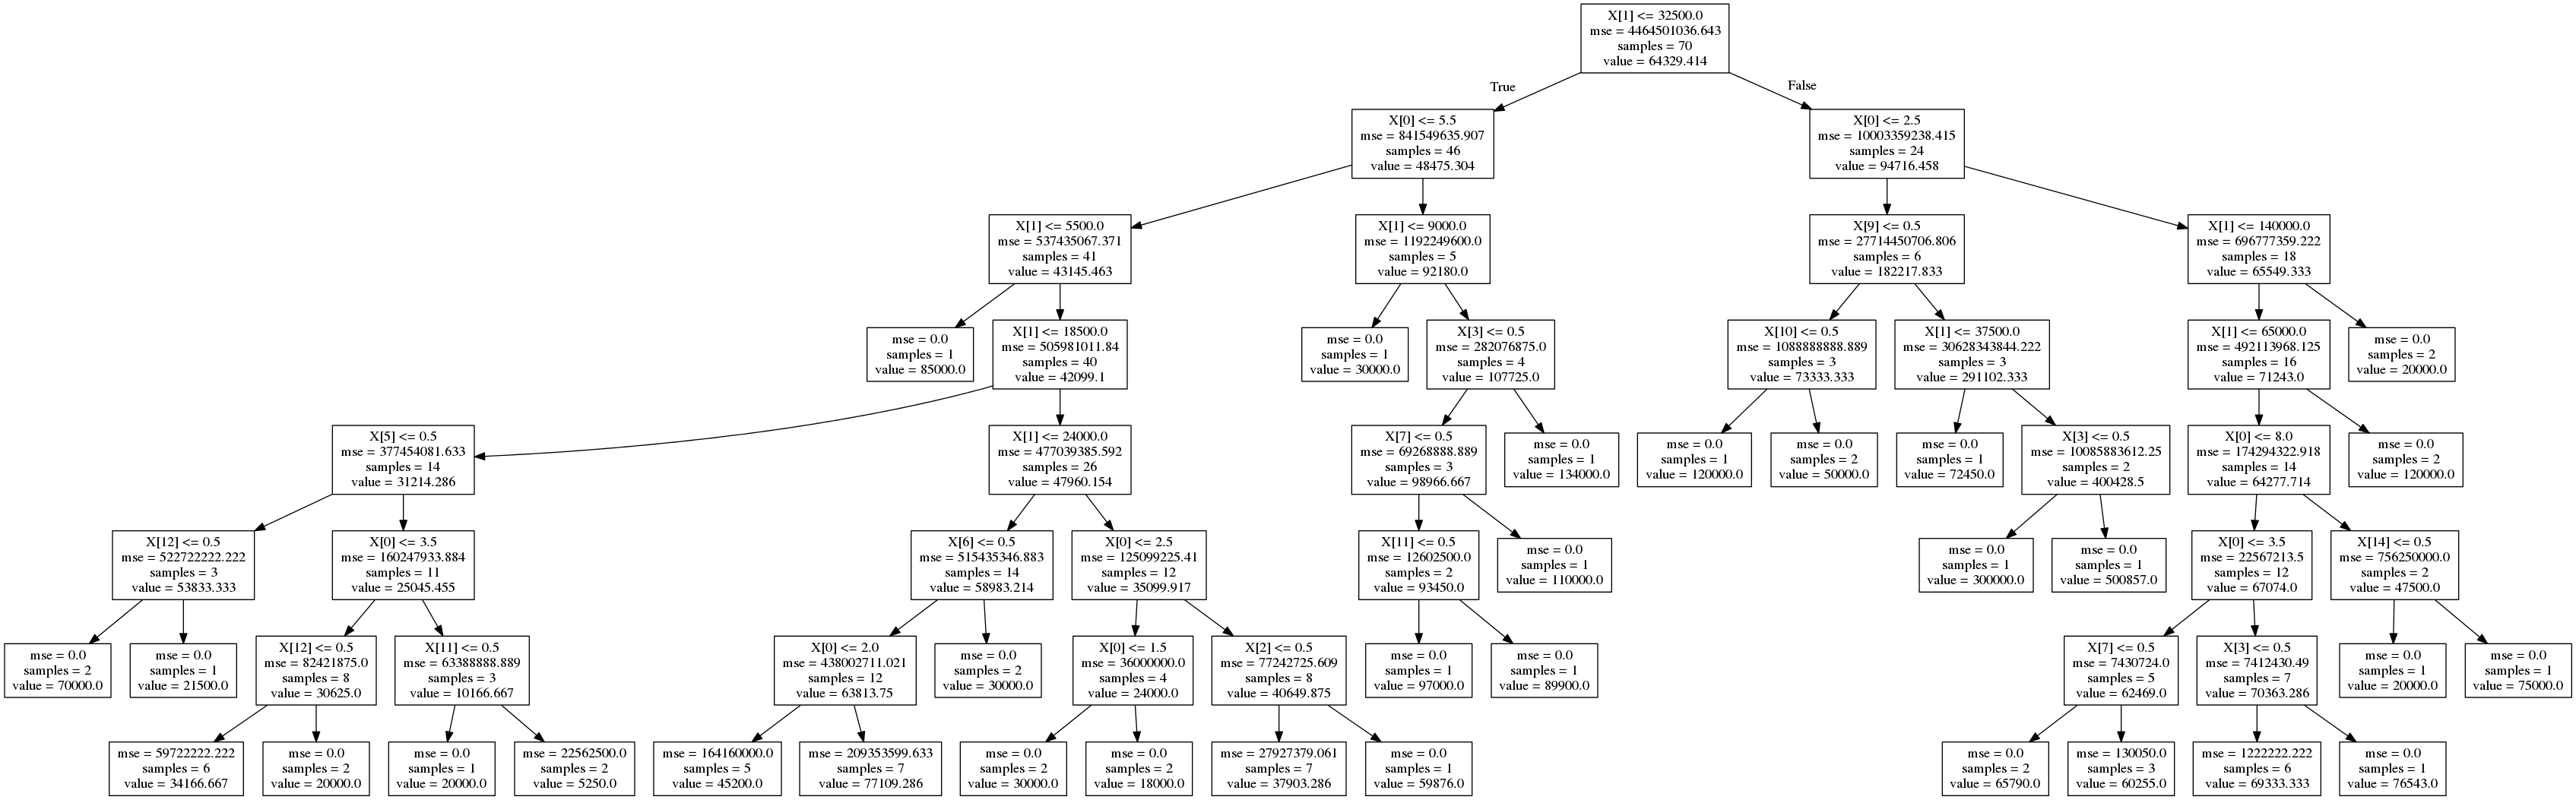 X[1] <= 32500.0
mse = 4464501036.643
samples = 70
value = 64329.414
True
False
X[0] <= 5.5
mse = 841549635.907
samples = 46
value = 48475.304
X[0] <= 2.5
mse = 10003359238.415
samples = 24
value = 94716.458
X[1] <= 5500.0
mse = 537435067.371
samples = 41
value = 43145.463
X[1] <= 9000.0
mse = 1192249600.0
samples = 5
value = 92180.0
X[9] <= 0.5
mse = 27714450706.806
samples = 6
value = 182217.833
X[1] <= 140000.0
mse = 696777359.222
samples = 18
value = 65549.333
mse = 0.0
samples = 1
value = 85000.0
X[1] <= 18500.0
mse = 505981011.84
samples = 40
value = 42099.1
mse = 0.0
samples = 1
value = 30000.0
X[3] <= 0.5
mse = 282076875.0
samples = 4
value = 107725.0
X[10] <= 0.5
mse = 1088888888.889
samples = 3
value = 73333.333
X[1] <= 37500.0
mse = 30628343844.222
samples = 3
value = 291102.333
X[1] <= 65000.0
mse = 492113968.125
samples = 16
value = 71243.0
mse = 0.0
samples = 2
value = 20000.0
X[5] <= 0.5
mse = 377454081.633
samples = 14
value = 31214.286
X[1] <= 24000.0
mse = 477039385.592
samples = 26
value = 47960.154
X[7] <= 0.5
mse = 69268888.889
samples = 3
value = 98966.667
mse = 0.0
samples = 1
value = 134000.0
mse = 0.0
samples = 1
value = 120000.0
mse = 0.0
samples = 2
value = 50000.0
mse = 0.0
samples = 1
value = 72450.0
X[3] <= 0.5
mse = 10085883612.25
samples = 2
value = 400428.5
X[0] <= 8.0
mse = 174294322.918
samples = 14
value = 64277.714
mse = 0.0
samples = 2
value = 120000.0
X[12] <= 0.5
mse = 522722222.222
samples = 3
value = 53833.333
X[0] <= 3.5
mse = 160247933.884
samples = 11
value = 25045.455
X[6] <= 0.5
mse = 515435346.883
samples = 14
value = 58983.214
X[0] <= 2.5
mse = 125099225.41
samples = 12
value = 35099.917
X[11] <= 0.5
mse = 12602500.0
samples = 2
value = 93450.0
mse = 0.0
samples = 1
value = 110000.0
mse = 0.0
samples = 1
value = 300000.0
mse = 0.0
samples = 1
value = 500857.0
X[0] <= 3.5
mse = 22567213.5
samples = 12
value = 67074.0
X[14] <= 0.5
mse = 756250000.0
samples = 2
value = 47500.0
mse = 0.0
samples = 2
value = 70000.0
mse = 0.0
samples = 1
value = 21500.0
X[12] <= 0.5
mse = 82421875.0
samples = 8
value = 30625.0
X[11] <= 0.5
mse = 63388888.889
samples = 3
value = 10166.667
X[0] <= 2.0
mse = 438002711.021
samples = 12
value = 63813.75
mse = 0.0
samples = 2
value = 30000.0
X[0] <= 1.5
mse = 36000000.0
samples = 4
value = 24000.0
X[2] <= 0.5
mse = 77242725.609
samples = 8
value = 40649.875
mse = 0.0
samples = 1
value = 97000.0
mse = 0.0
samples = 1
value = 89900.0
X[7] <= 0.5
mse = 7430724.0
samples = 5
value = 62469.0
X[3] <= 0.5
mse = 7412430.49
samples = 7
value = 70363.286
mse = 0.0
samples = 1
value = 20000.0
mse = 0.0
samples = 1
value = 75000.0
mse = 59722222.222
samples = 6
value = 34166.667
mse = 0.0
samples = 2
value = 20000.0
mse = 0.0
samples = 1
value = 20000.0
mse = 22562500.0
samples = 2
value = 5250.0
mse = 164160000.0
samples = 5
value = 45200.0
mse = 209353599.633
samples = 7
value = 77109.286
mse = 0.0
samples = 2
value = 30000.0
mse = 0.0
samples = 2
value = 18000.0
mse = 27927379.061
samples = 7
value = 37903.286
mse = 0.0
samples = 1
value = 59876.0
mse = 0.0
samples = 2
value = 65790.0
mse = 130050.0
samples = 3
value = 60255.0
mse = 1222222.222
samples = 6
value = 69333.333
mse = 0.0
samples = 1
value = 76543.0